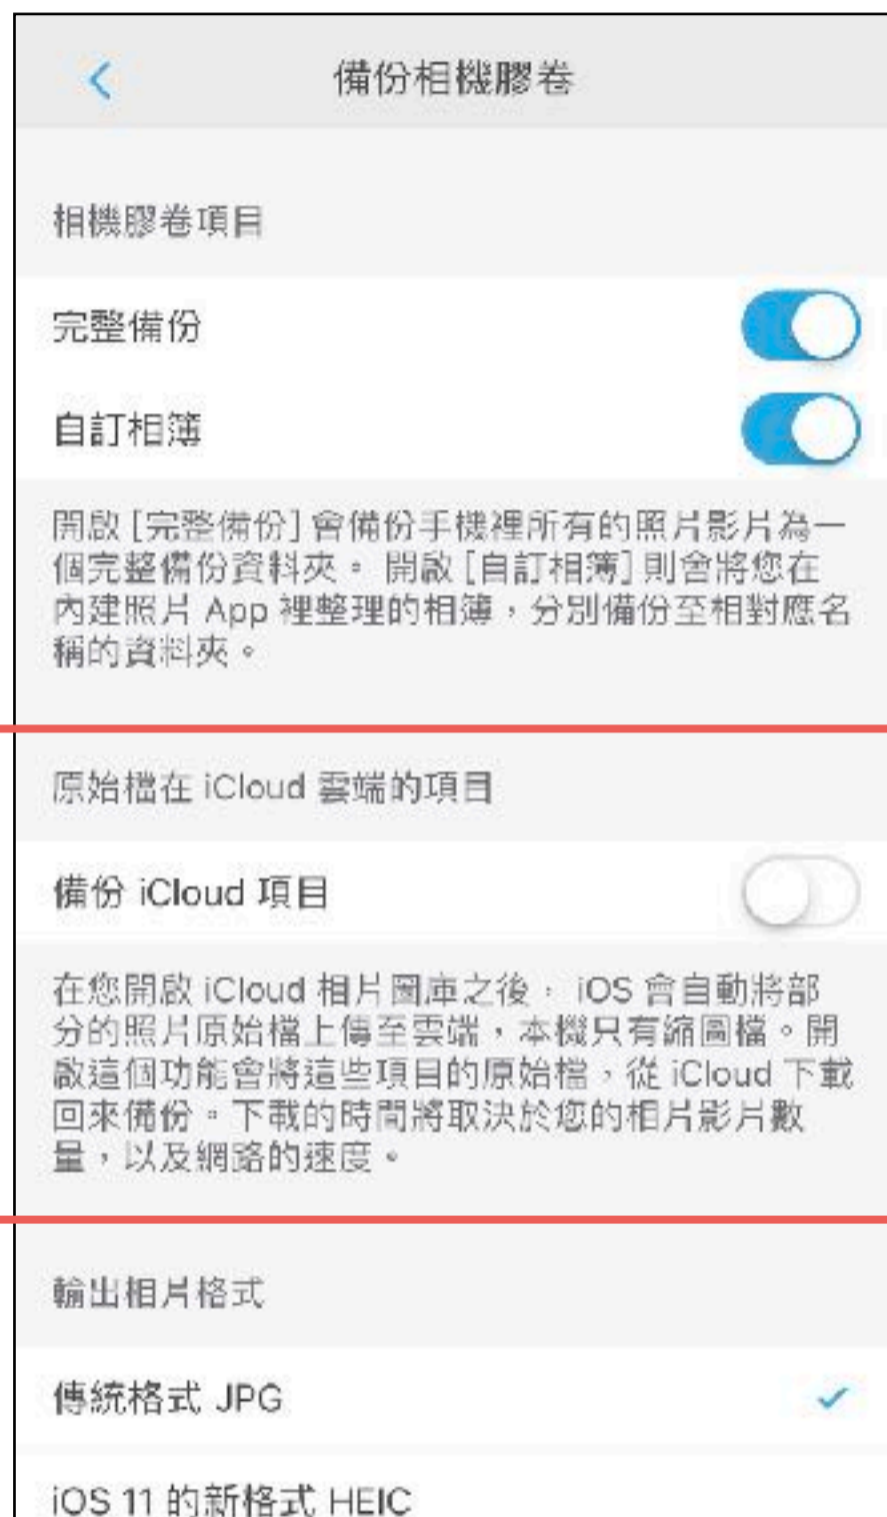 備份相機膠卷
相機膠卷項目
完整備份
自訂相簿
開啟 [完整備份] 會備份手機裡所有的照片影片為一
個完整備份資料夾。 開啟 [自訂相簿] 則會將您在
內建照片 App 裡整理的相簿，分別備份至相對應名
稱的資料夾。
原始檔在 iCloud 雲端的項目
備份 iCloud 項目
在您開啟 iCloud 相片圖庫之後， iOS 會自動將部
分的照片原始檔上傳至雲端，本機只有縮圖檔。開
啟這個功能會將這些項目的原始檔，從 iCloud 下載
回來備份。下載的時間將取決於您的相片影片數
量，以及網路的速度。
輸出相片格式
傳統格式 JPG
iOS 11 的新格式 HEIC